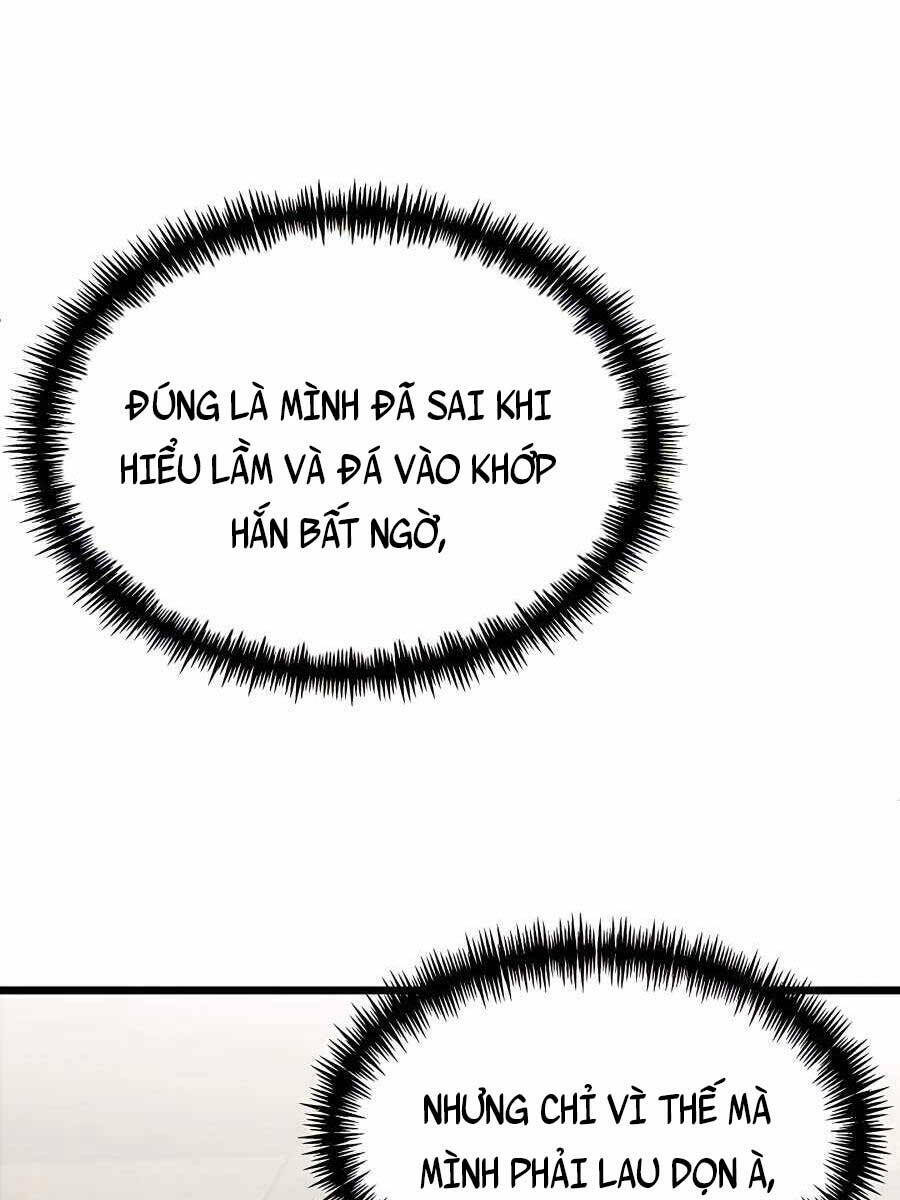 ĐÚNG LÀ MÌNH ĐÃ SAI KHI
HIỂU LẦM VÀ ĐÁ VÀO KHỚP
HẮN BẤT NGỜ,
NHƯNG CHỈ VÌ THẾ MÀ
MÌNH PHẢI LAU DỌN À,